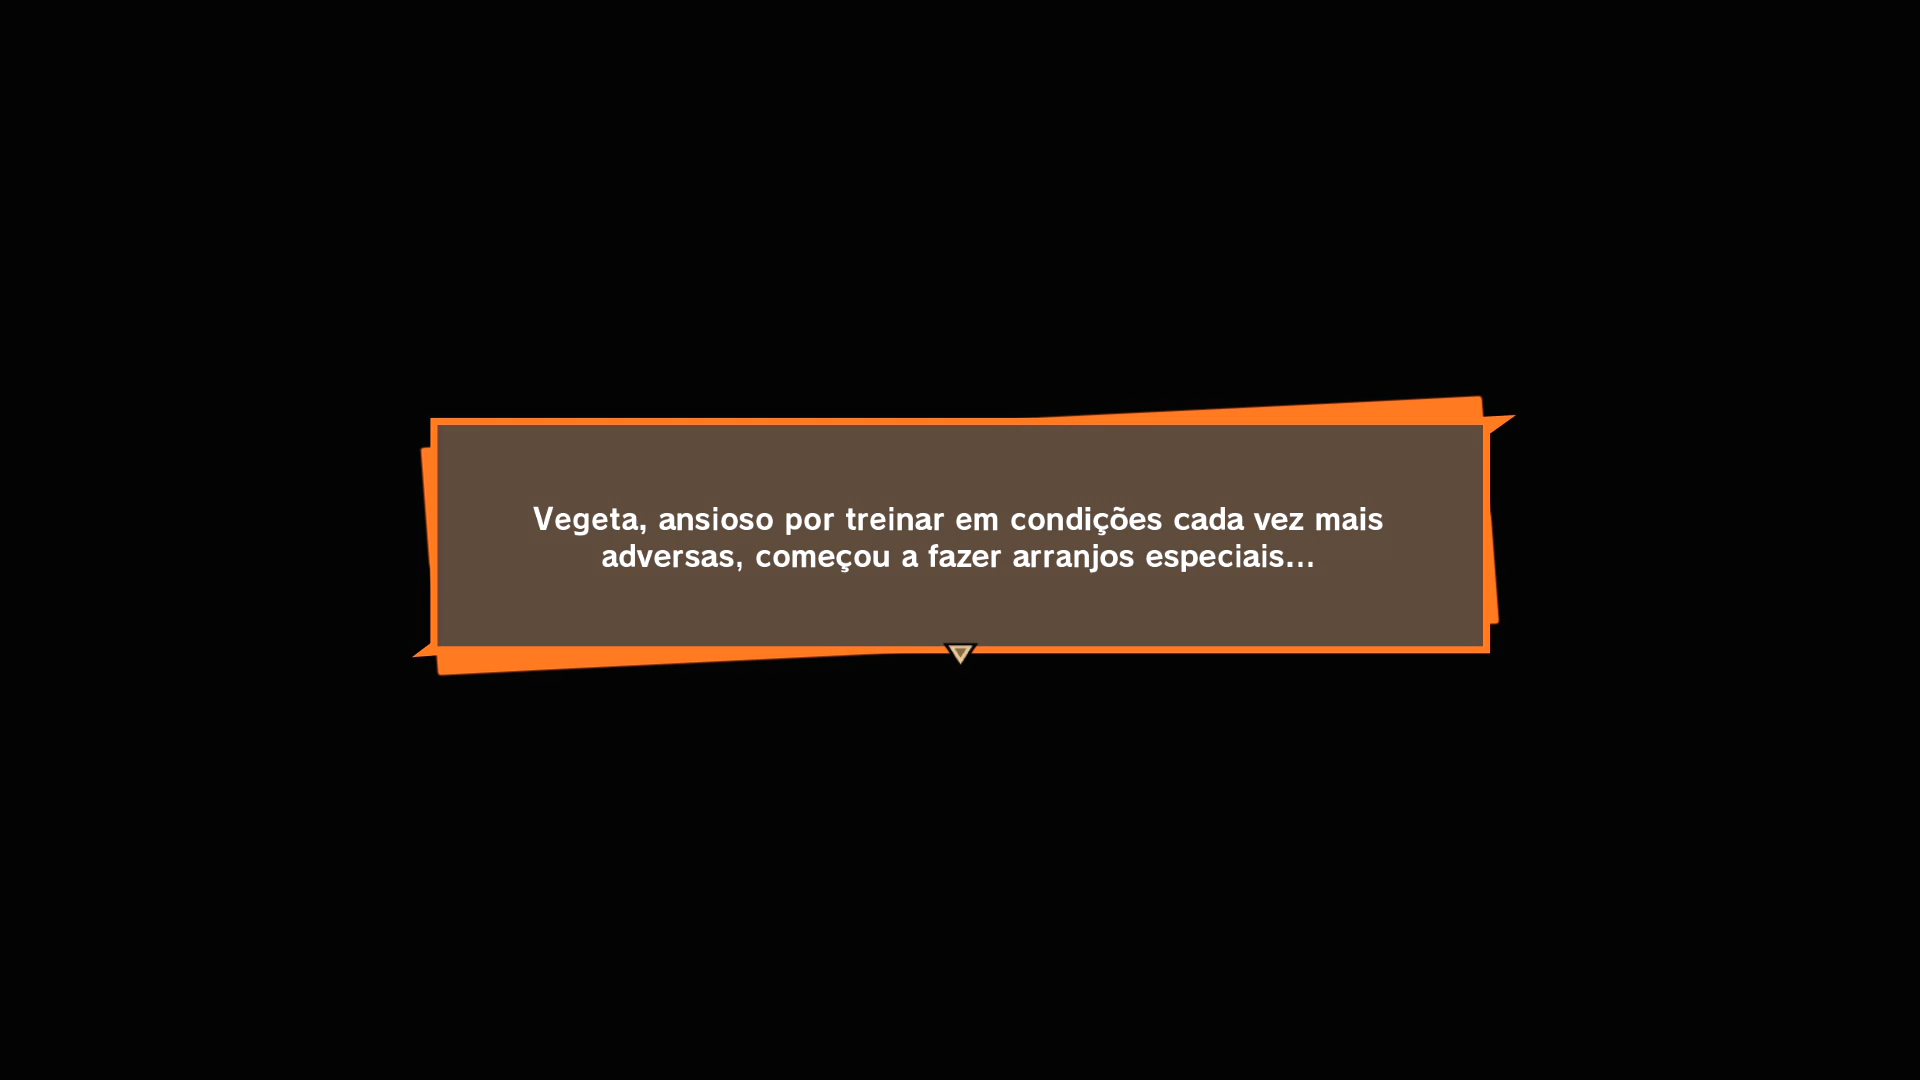 Vegeta, ansioso por treinar em condições cada vez mais
adversas, começou a fazer arranjos especiais...